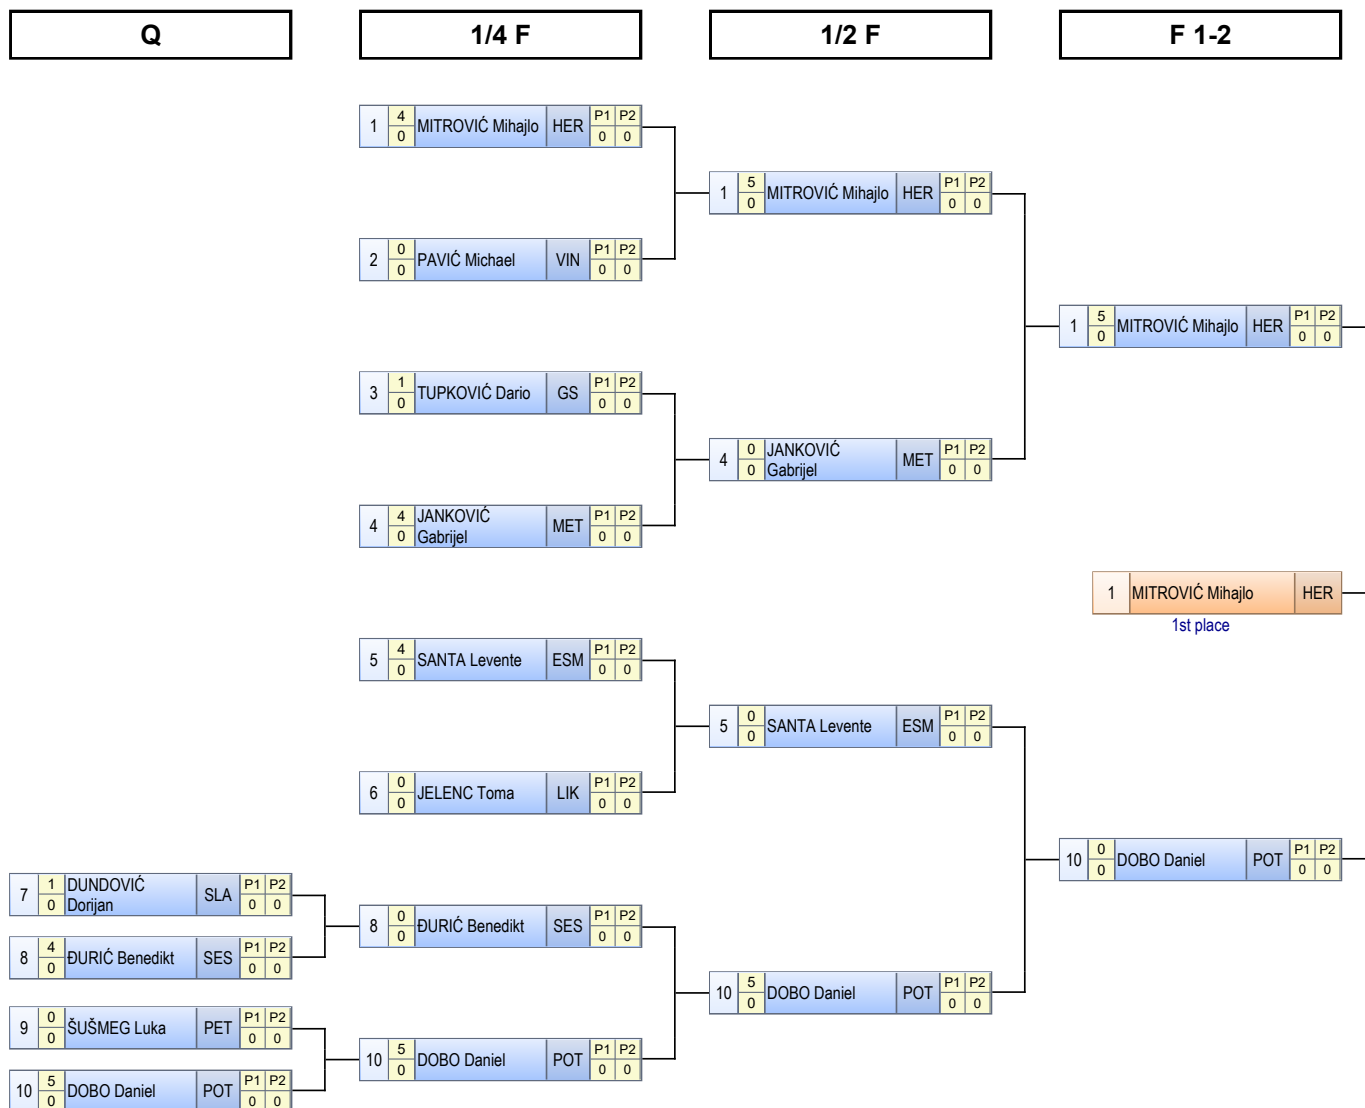 Q 1/4 F 1/2 F F 1-2
1 4 0 MITROVIĆ Mihajlo HER P1 P2 0 0
1 5 0 MITROVIĆ Mihajlo HER P1 P2 0 0
2 0 0 PAVIĆ Michael VIN P1 P2 0 0
1 5 0 MITROVIĆ Mihajlo HER P1 P2 0 0
3 1 0 TUPKOVIĆ Dario GS P1 P2 0 0
4 0 0 JANKOVIĆ
Gabrijel MET P1 P2 0 0
4 4 0 JANKOVIĆ
Gabrijel MET P1 P2 0 0
1 MITROVIĆ Mihajlo HER
1st place
5 4 0 SANTA Levente ESM P1 P2 0 0
5 0 0 SANTA Levente ESM P1 P2 0 0
6 0 0 JELENC Toma LIK P1 P2 0 0
10 0 0 DOBO Daniel POT P1 P2 0 0
7 1 0 DUNDOVIĆ
Dorijan SLA P1 P2 0 0
8 0 0 ĐURIĆ Benedikt SES P1 P2 0 0
8 4 0 ĐURIĆ Benedikt SES P1 P2 0 0
10 5 0 DOBO Daniel POT P1 P2 0 0
9 0 0 ŠUŠMEG Luka PET P1 P2 0 0
10 5 0 DOBO Daniel POT P1 P2 0 0
10 5 0 DOBO Daniel POT P1 P2 0 0